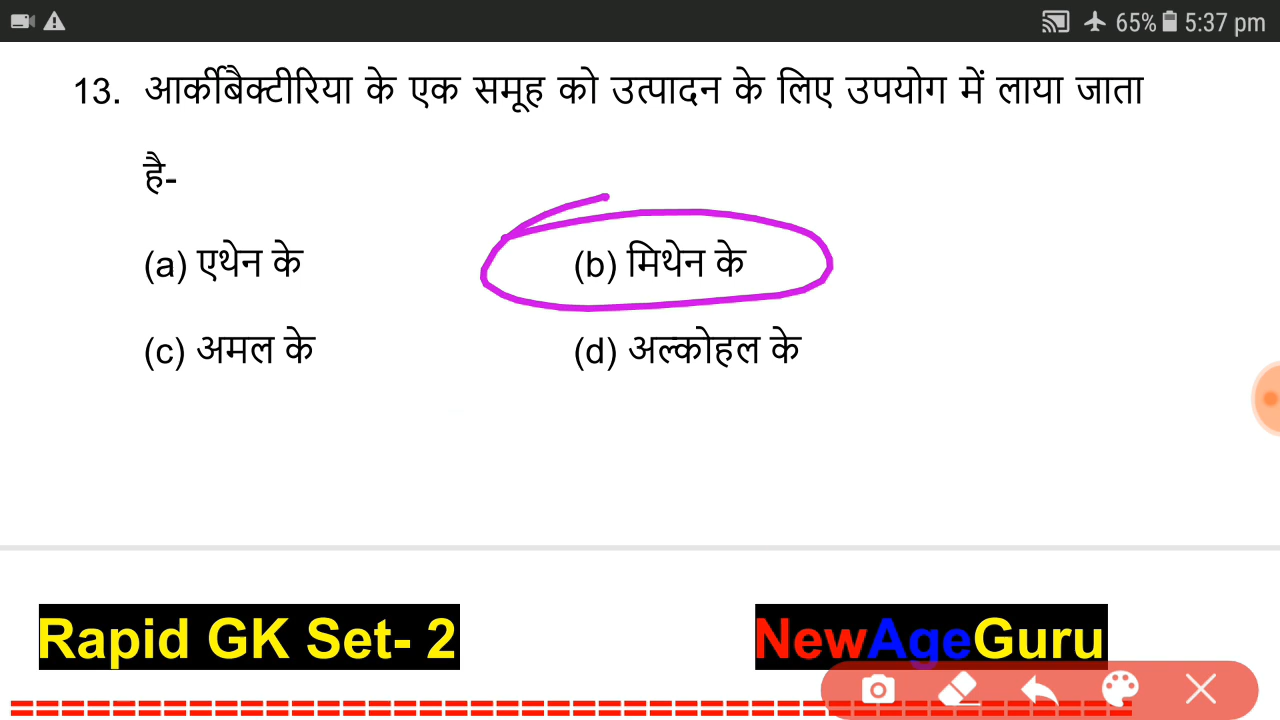 65% 5:37 pm
13. आर्कीबैक्टीरिया के एक समूह को उत्पादन के लिए उपयोग में लाया जाता
है-
(a) एथेन के (b) मिथेन के
(c) अमल के (d) अल्कोहल के
Rapid GK Set- 2 NewAgeGuru